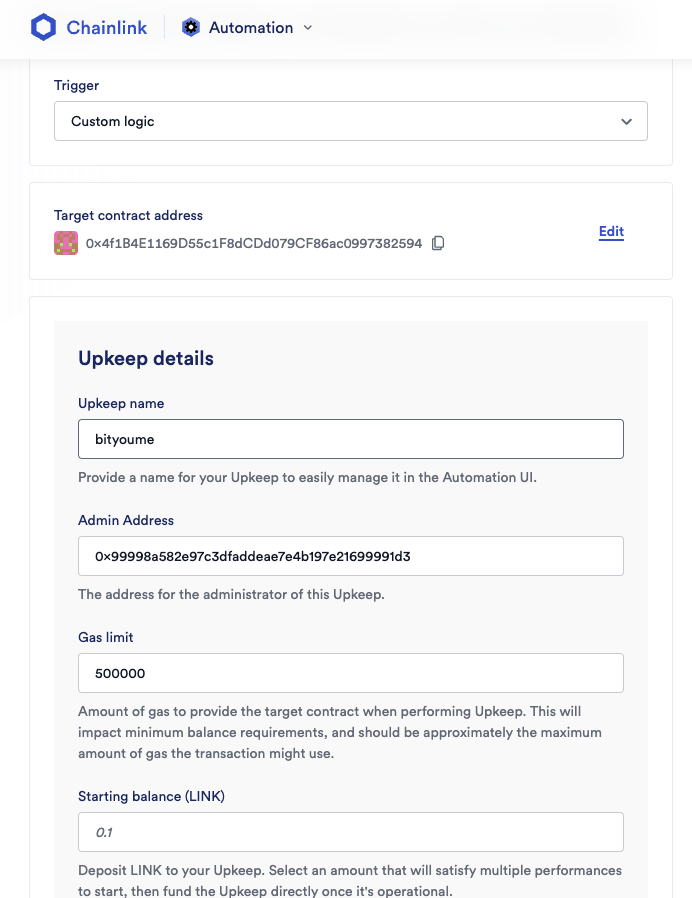 Chainlink
Automation
Trigger
Custom logic
Target contract address
0x4f1B4E1169D55c1F8dCDd079CF86ac0997382594
Edit
Upkeep details
Upkeep name
bityoume
Provide a name for your Upkeep to easily manage it in the Automation UI.
Admin Address
0x99998a582e97c3dfaddeae7e4b197e21699991d3
The address for the administrator of this Upkeep.
Gas limit
500000
Amount of gas to provide the target contract when performing Upkeep. This will
impact minimum balance requirements, and should be approximately the maximum
amount of gas the transaction might use.
Starting balance (LINK)
0.1
Deposit LINK to your Upkeep. Select an amount that will satisfy multiple performances
to start, then fund the Upkeep directly once it's operational.